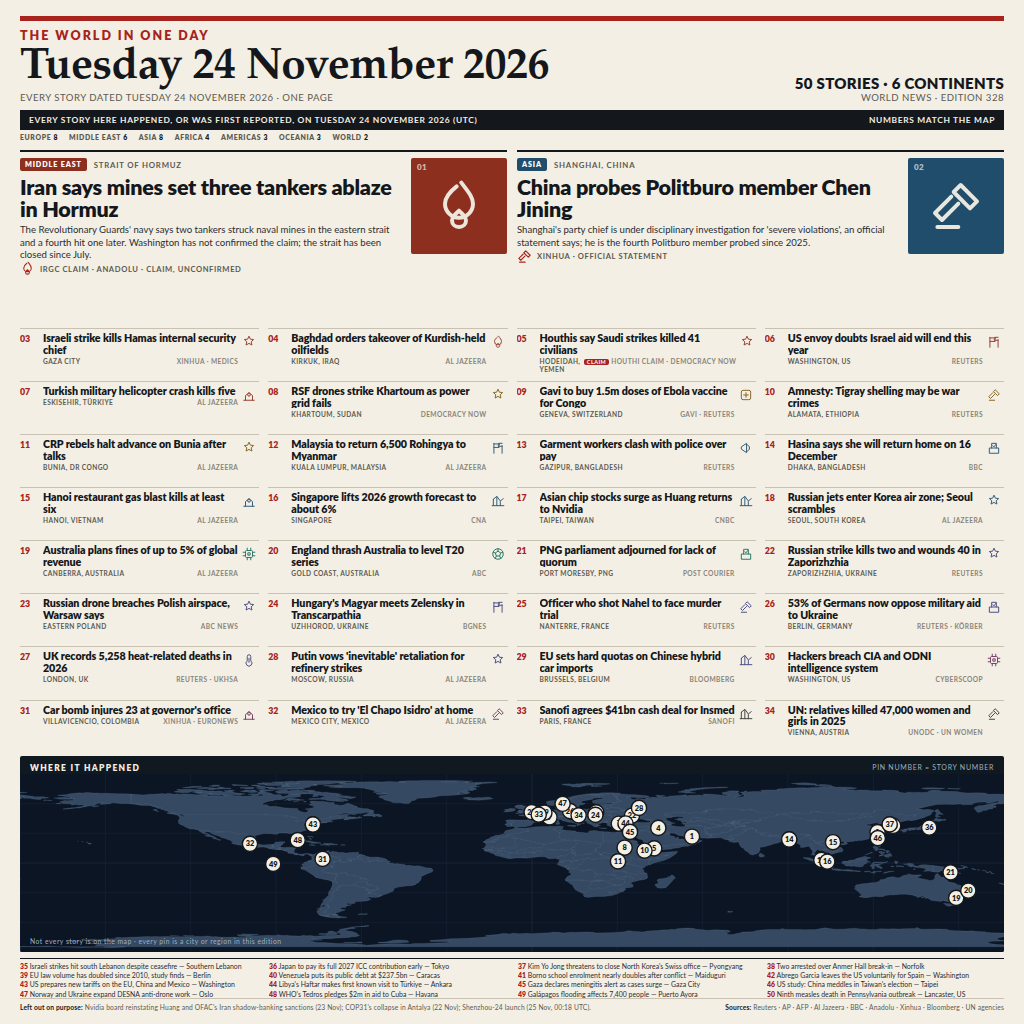 THE WORLD IN ONE DAY
Tuesday 24 November 2026
50 STORIES · 6 CONTINENTS
EVERY STORY DATED TUESDAY 24 NOVEMBER 2026 · ONE PAGE
WORLD NEWS · EDITION 328
EVERY STORY HERE HAPPENED, OR WAS FIRST REPORTED, ON TUESDAY 24 NOVEMBER 2026 (UTC)
NUMBERS MATCH THE MAP
EUROPE 8 MIDDLE EAST 6 ASIA 8 AFRICA 4 AMERICAS 3 OCEANIA 3 WORLD 2
MIDDLE EAST STRAIT OF HORMUZ
01
Iran says mines set three tankers ablaze
in Hormuz
The Revolutionary Guards' navy says two tankers struck naval mines in the eastern strait
and a fourth hit one later. Washington has not confirmed the claim; the strait has been
closed since July.
IRGC CLAIM · ANADOLU · CLAIM, UNCONFIRMED
ASIA SHANGHAI, CHINA
02
China probes Politburo member Chen
Jining
Shanghai's party chief is under disciplinary investigation for 'severe violations', an official
statement says; he is the fourth Politburo member probed since 2025.
XINHUA · OFFICIAL STATEMENT
03 Israeli strike kills Hamas internal security
chief
GAZA CITY XINHUA · MEDICS
04 Baghdad orders takeover of Kurdish-held
oilfields
KIRKUK, IRAQ AL JAZEERA
05 Houthis say Saudi strikes killed 41
civilians
HODEIDAH, CLAIM HOUTHI CLAIM · DEMOCRACY NOW
YEMEN
06 US envoy doubts Israel aid will end this
year
WASHINGTON, US REUTERS
07 Turkish military helicopter crash kills five
ESKISEHIR, TÜRKIYE AL JAZEERA
08 RSF drones strike Khartoum as power
grid fails
KHARTOUM, SUDAN DEMOCRACY NOW
09 Gavi to buy 1.5m doses of Ebola vaccine
for Congo
GENEVA, SWITZERLAND GAVI · REUTERS
10 Amnesty: Tigray shelling may be war
crimes
ALAMATA, ETHIOPIA REUTERS
11 CRP rebels halt advance on Bunia after
talks
BUNIA, DR CONGO AL JAZEERA
12 Malaysia to return 6,500 Rohingya to
Myanmar
KUALA LUMPUR, MALAYSIA AL JAZEERA
13 Garment workers clash with police over
pay
GAZIPUR, BANGLADESH REUTERS
14 Hasina says she will return home on 16
December
DHAKA, BANGLADESH BBC
15 Hanoi restaurant gas blast kills at least
six
HANOI, VIETNAM AL JAZEERA
16 Singapore lifts 2026 growth forecast to
about 6%
SINGAPORE CNA
17 Asian chip stocks surge as Huang returns
to Nvidia
TAIPEI, TAIWAN CNBC
18 Russian jets enter Korea air zone; Seoul
scrambles
SEOUL, SOUTH KOREA AL JAZEERA
19 Australia plans fines of up to 5% of global
revenue
CANBERRA, AUSTRALIA AL JAZEERA
20 England thrash Australia to level T20
series
GOLD COAST, AUSTRALIA ABC
21 PNG parliament adjourned for lack of
quorum
PORT MORESBY, PNG POST COURIER
22 Russian strike kills two and wounds 40 in
Zaporizhzhia
ZAPORIZHZHIA, UKRAINE REUTERS
23 Russian drone breaches Polish airspace,
Warsaw says
EASTERN POLAND ABC NEWS
24 Hungary's Magyar meets Zelensky in
Transcarpathia
UZHHOROD, UKRAINE BGNES
25 Officer who shot Nahel to face murder
trial
NANTERRE, FRANCE REUTERS
26 53% of Germans now oppose military aid
to Ukraine
BERLIN, GERMANY REUTERS · KÖRBER
27 UK records 5,258 heat-related deaths in
2026
LONDON, UK REUTERS · UKHSA
28 Putin vows 'inevitable' retaliation for
refinery strikes
MOSCOW, RUSSIA AL JAZEERA
29 EU sets hard quotas on Chinese hybrid
car imports
BRUSSELS, BELGIUM BLOOMBERG
30 Hackers breach CIA and ODNI
intelligence system
WASHINGTON, US CYBERSCOOP
31 Car bomb injures 23 at governor's office
VILLAVICENCIO, COLOMBIA XINHUA · EURONEWS
32 Mexico to try 'El Chapo Isidro' at home
MEXICO CITY, MEXICO AL JAZEERA
33 Sanofi agrees $41bn cash deal for Insmed
PARIS, FRANCE SANOFI
34 UN: relatives killed 47,000 women and
girls in 2025
VIENNA, AUSTRIA UNODC · UN WOMEN
WHERE IT HAPPENED
PIN NUMBER = STORY NUMBER
47
33 34 24 28
43 44 45 4 1 37 36
32 48 14 15 46
49 31 8 10 11 16
21
20
19
Not every story is on the map · every pin is a city or region in this edition
35 Israeli strikes hit south Lebanon despite ceasefire — Southern Lebanon
36 Japan to pay its full 2027 ICC contribution early — Tokyo
37 Kim Yo Jong threatens to close North Korea's Swiss office — Pyongyang
38 Two arrested over Anmer Hall break-in — Norfolk
39 EU law volume has doubled since 2010, study finds — Berlin
40 Venezuela puts its public debt at $237.5bn — Caracas
41 Borno school enrolment nearly doubles after conflict — Maiduguri
42 Abrego Garcia leaves the US voluntarily for Spain — Washington
43 US prepares new tariffs on the EU, China and Mexico — Washington
44 Libya's Haftar makes first known visit to Türkiye — Ankara
45 Gaza declares meningitis alert as cases surge — Gaza City
46 US study: China meddles in Taiwan's election — Taipei
47 Norway and Ukraine expand DESNA anti-drone work — Oslo
48 WHO's Tedros pledges $2m in aid to Cuba — Havana
49 Galápagos flooding affects 7,400 people — Puerto Ayora
50 Ninth measles death in Pennsylvania outbreak — Lancaster, US
Left out on purpose: Nvidia board reinstating Huang and OFAC's Iran shadow-banking sanctions (23 Nov); COP31's collapse in Antalya (22 Nov); Shenzhou-24 launch (25 Nov, 00:18 UTC).
Sources: Reuters · AP · AFP · Al Jazeera · BBC · Anadolu · Xinhua · Bloomberg · UN agencies